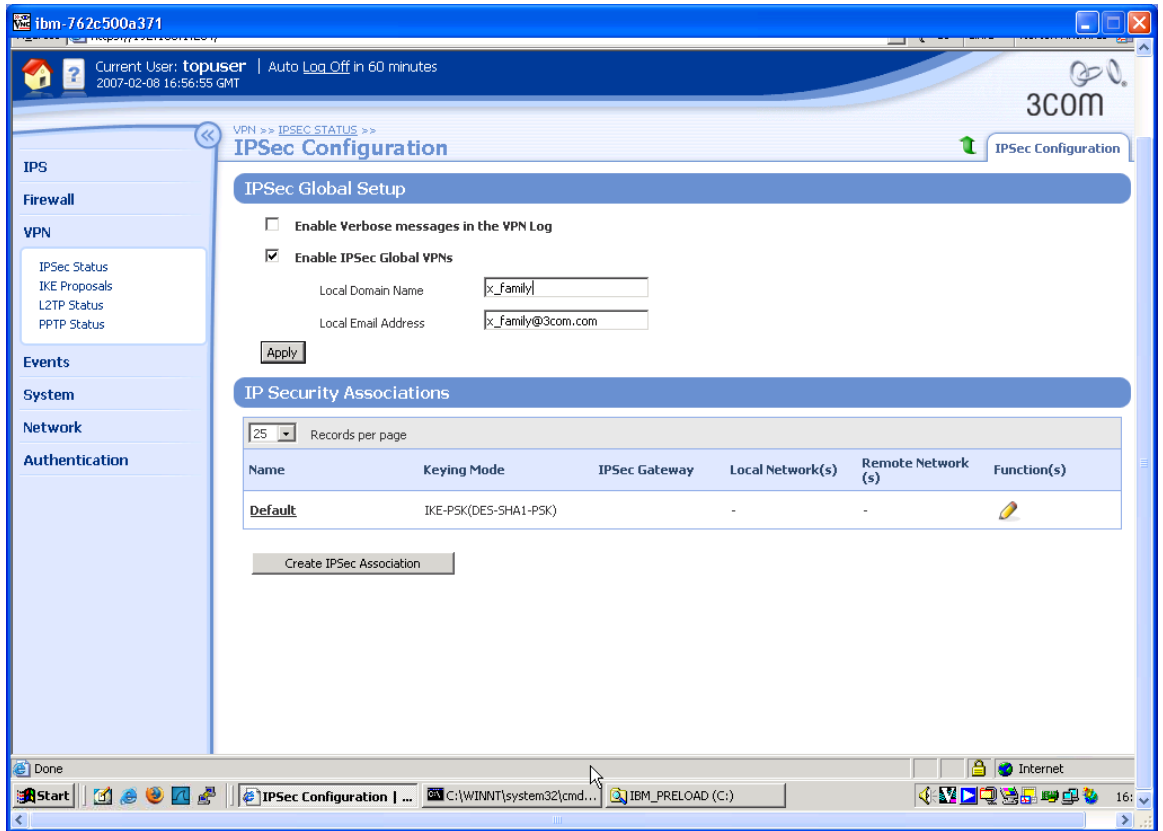 ibm-762c500a371
Current User: topuser | Auto Log Off in 60 minutes
2007-02-08 16:56:55 GMT
3COM
VPN >> IPSEC STATUS >>
IPSec Configuration
IPSec Configuration
IPS
Firewall
VPN
IPSec Status
IKE Proposals
L2TP Status
PPTP Status
Events
System
Network
Authentication
IPSec Global Setup
Enable Verbose messages in the VPN Log
Enable IPSec Global VPNs
Local Domain Name x_family
Local Email Address x_family@3com.com
Apply
IP Security Associations
25 Records per page
Name Keying Mode IPSec Gateway Local Network(s) Remote Network (s) Function(s)
Default IKE-PSK(DES-SHA1-PSK) - -
Create IPSec Association
Done
Internet
Start
IPSec Configuration | ...
C:\WINNT\system32\cmd...
IBM_PRELOAD (C:)
16: